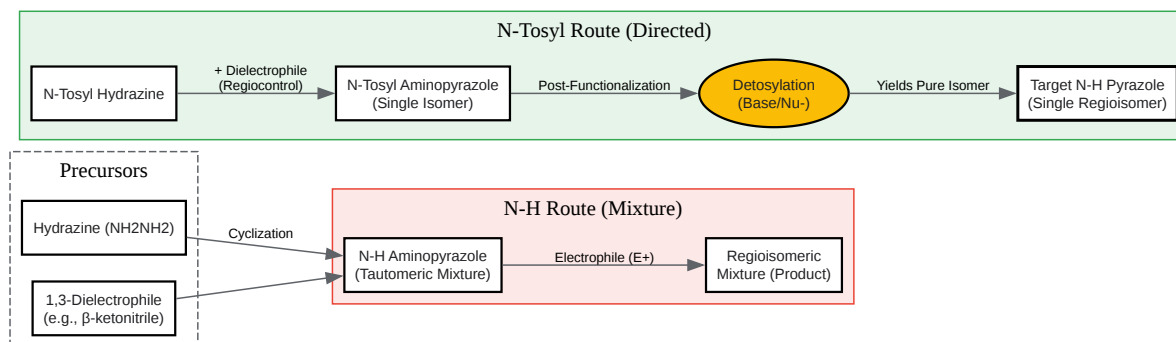 N-Tosyl Route (Directed)
N-Tosyl Hydrazine
+ Dielectrophile
(Regiocontrol)
N-Tosyl Aminopyrazole
(Single Isomer)
Post-Functionalization
Detosylation
(Base/Nu-)
Yields Pure Isomer
Target N-H Pyrazole
(Single Regioisomer)
Precursors
Hydrazine (NH2NH2)
1,3-Dielectrophile
(e.g., β-ketonitrile)
Cyclization
N-H Route (Mixture)
N-H Aminopyrazole
(Tautomeric Mixture)
Electrophile (E+)
Regioisomeric
Mixture (Product)